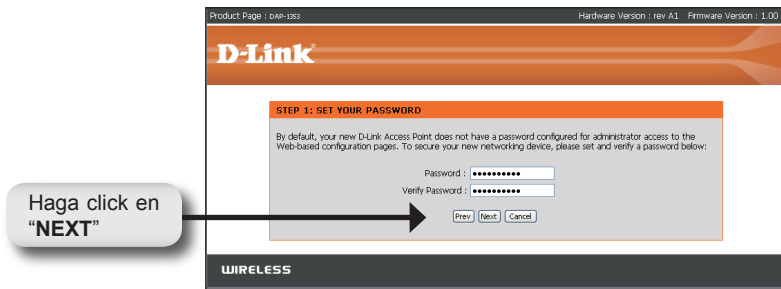 Product Page : DAP-1353 Hardware Version : rev A1 Firmware Version : 1.00
D-Link
STEP 1: SET YOUR PASSWORD
By default, your new D-Link Access Point does not have a password configured for administrator access to the
Web-based configuration pages. To secure your new networking device, please set and verify a password below:
Password : ••••••••••
Verify Password : ••••••••••
Prev Next Cancel
Haga click en
“NEXT”
WIRELESS